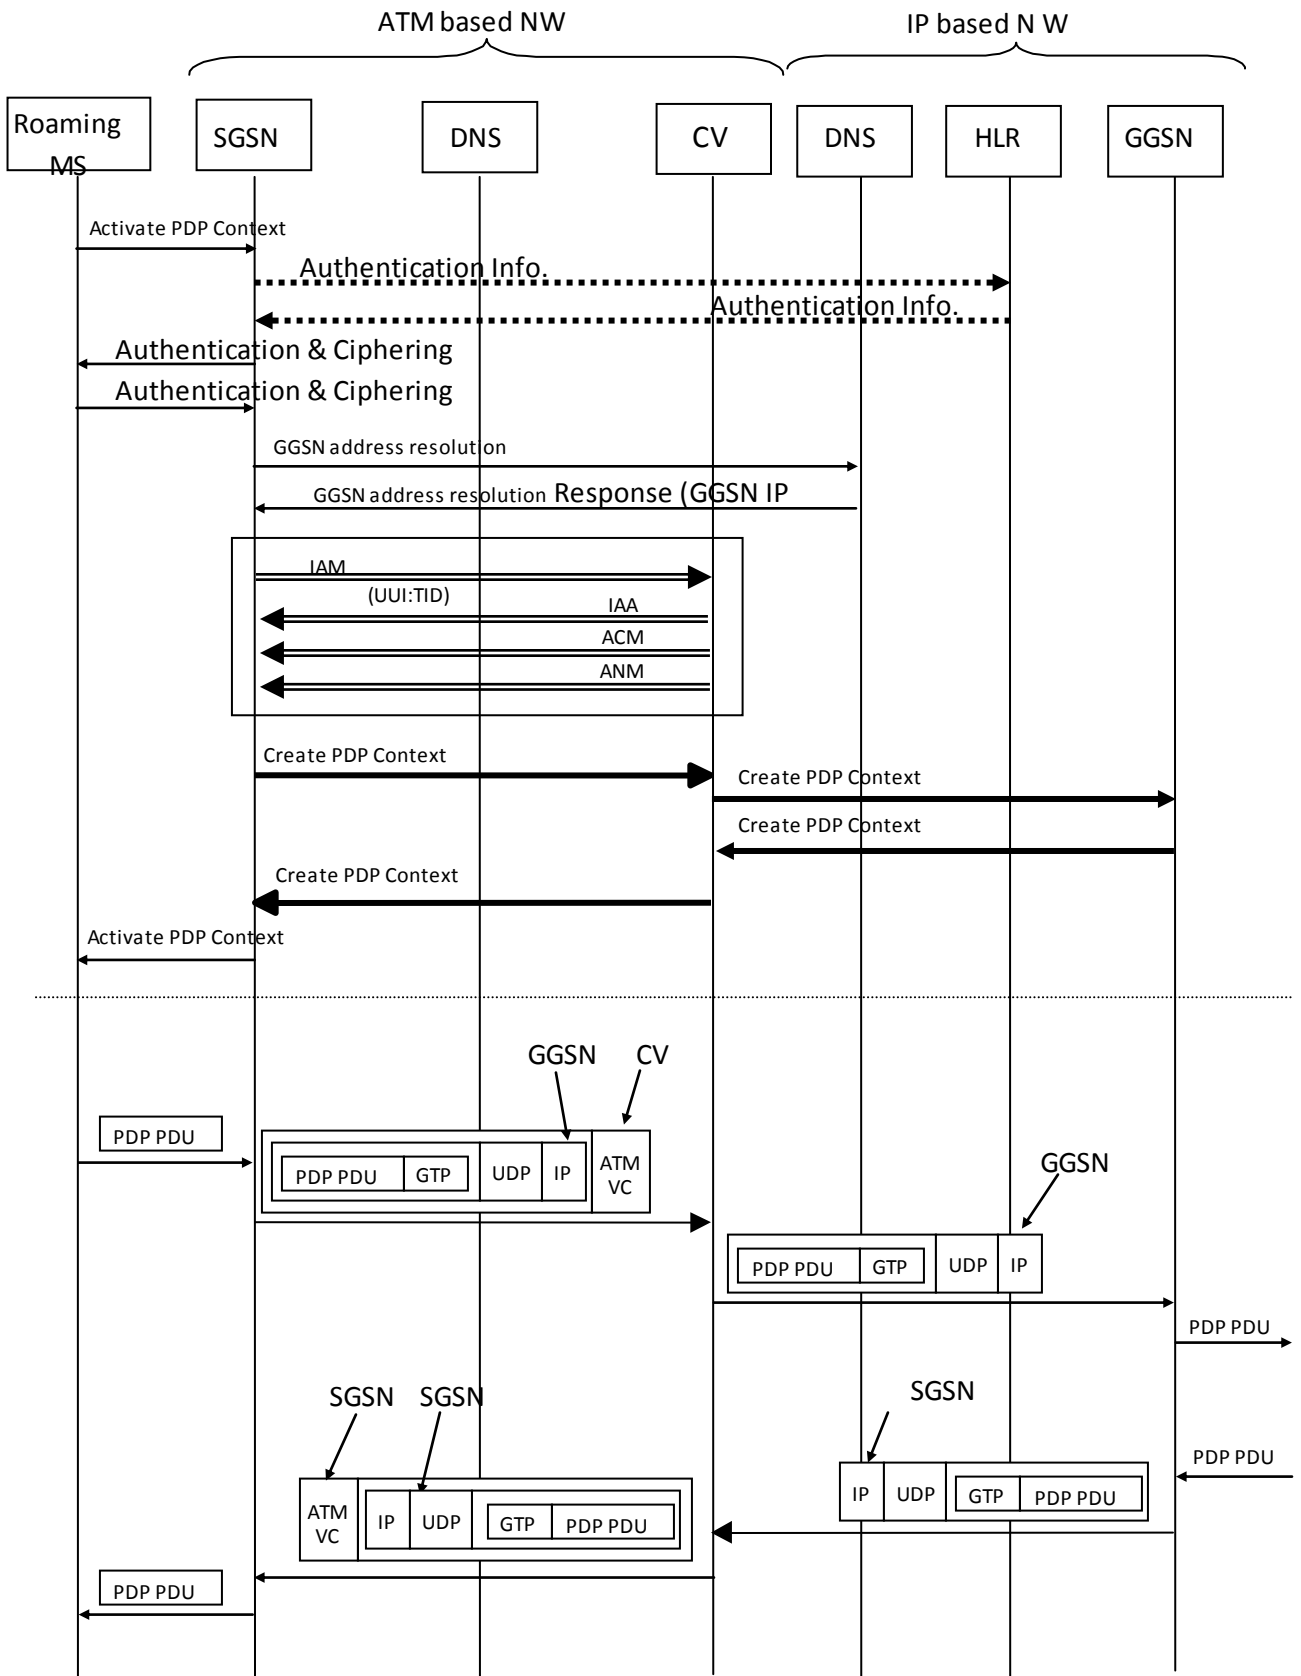 ATM based NW
IP based N W
Roaming
MS
SGSN
DNS
CV
DNS
HLR
GGSN
Activate PDP Context
Authentication Info.
Authentication Info.
Authentication & Ciphering
Authentication & Ciphering
GGSN address resolution
GGSN address resolution Response (GGSN IP
IAM
(UUI:TID)
IAA
ACM
ANM
Create PDP Context
Create PDP Context
Create PDP Context
Create PDP Context
Activate PDP Context
GGSN
CV
PDP PDU
PDP PDU
GTP
UDP
IP
ATM
VC
GGSN
PDP PDU
GTP
UDP
IP
PDP PDU
SGSN
SGSN
SGSN
PDP PDU
IP
UDP
GTP
PDP PDU
ATM
VC
IP
UDP
GTP
PDP PDU
PDP PDU